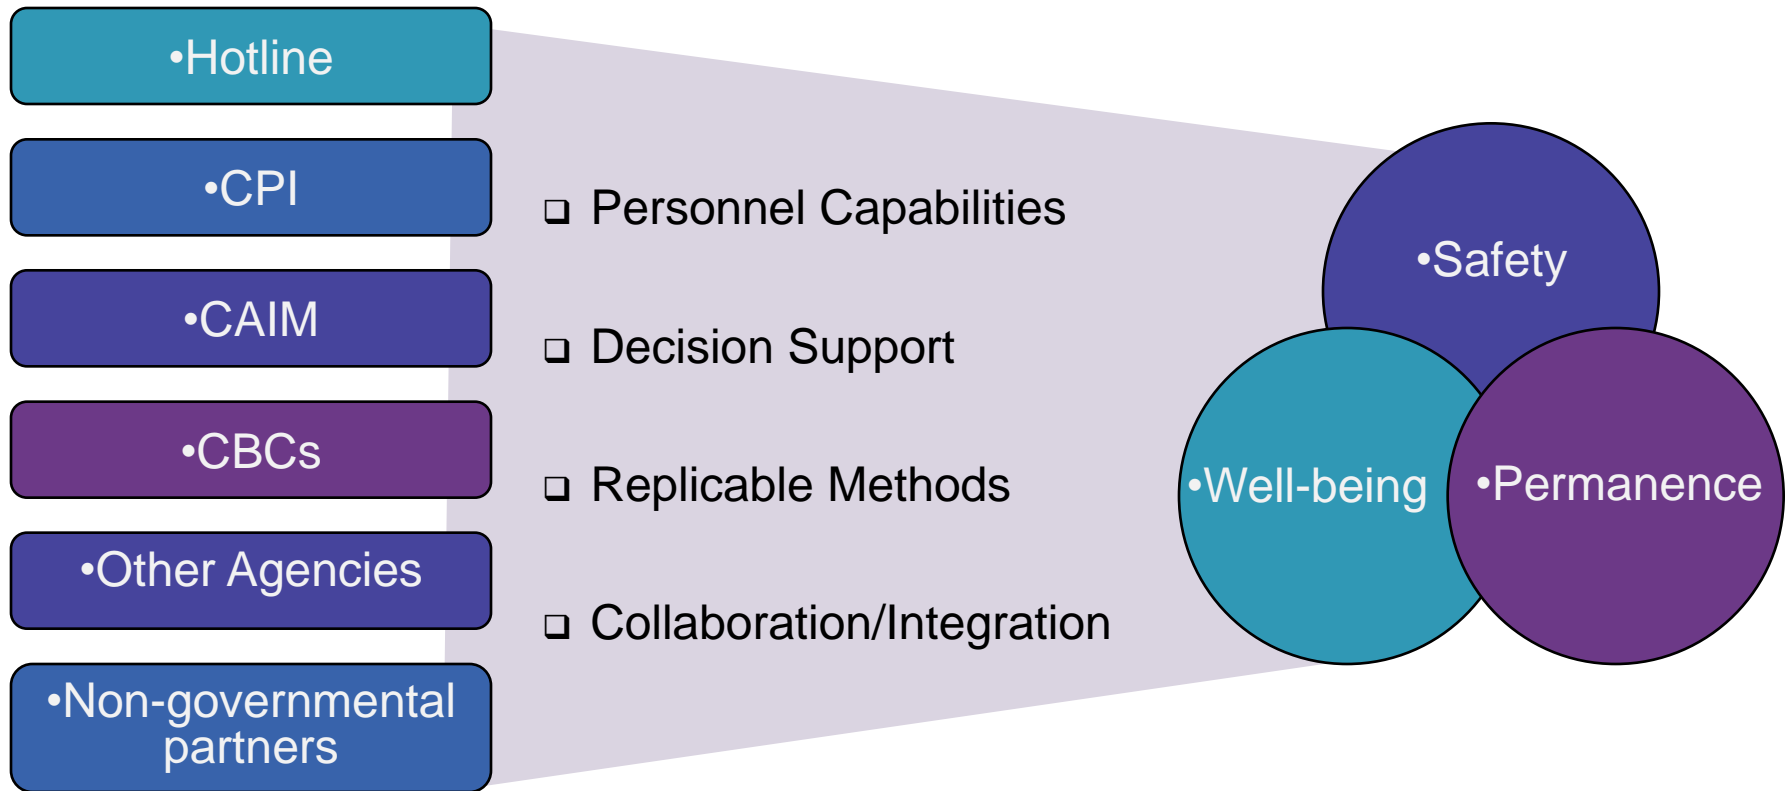 •Hotline
•CPI
•CAIM
•CBCs
•Other Agencies
•Non-governmental
partners
❑ Personnel Capabilities
❑ Decision Support
❑ Replicable Methods
❑ Collaboration/Integration
•Safety
•Well-being
•Permanence